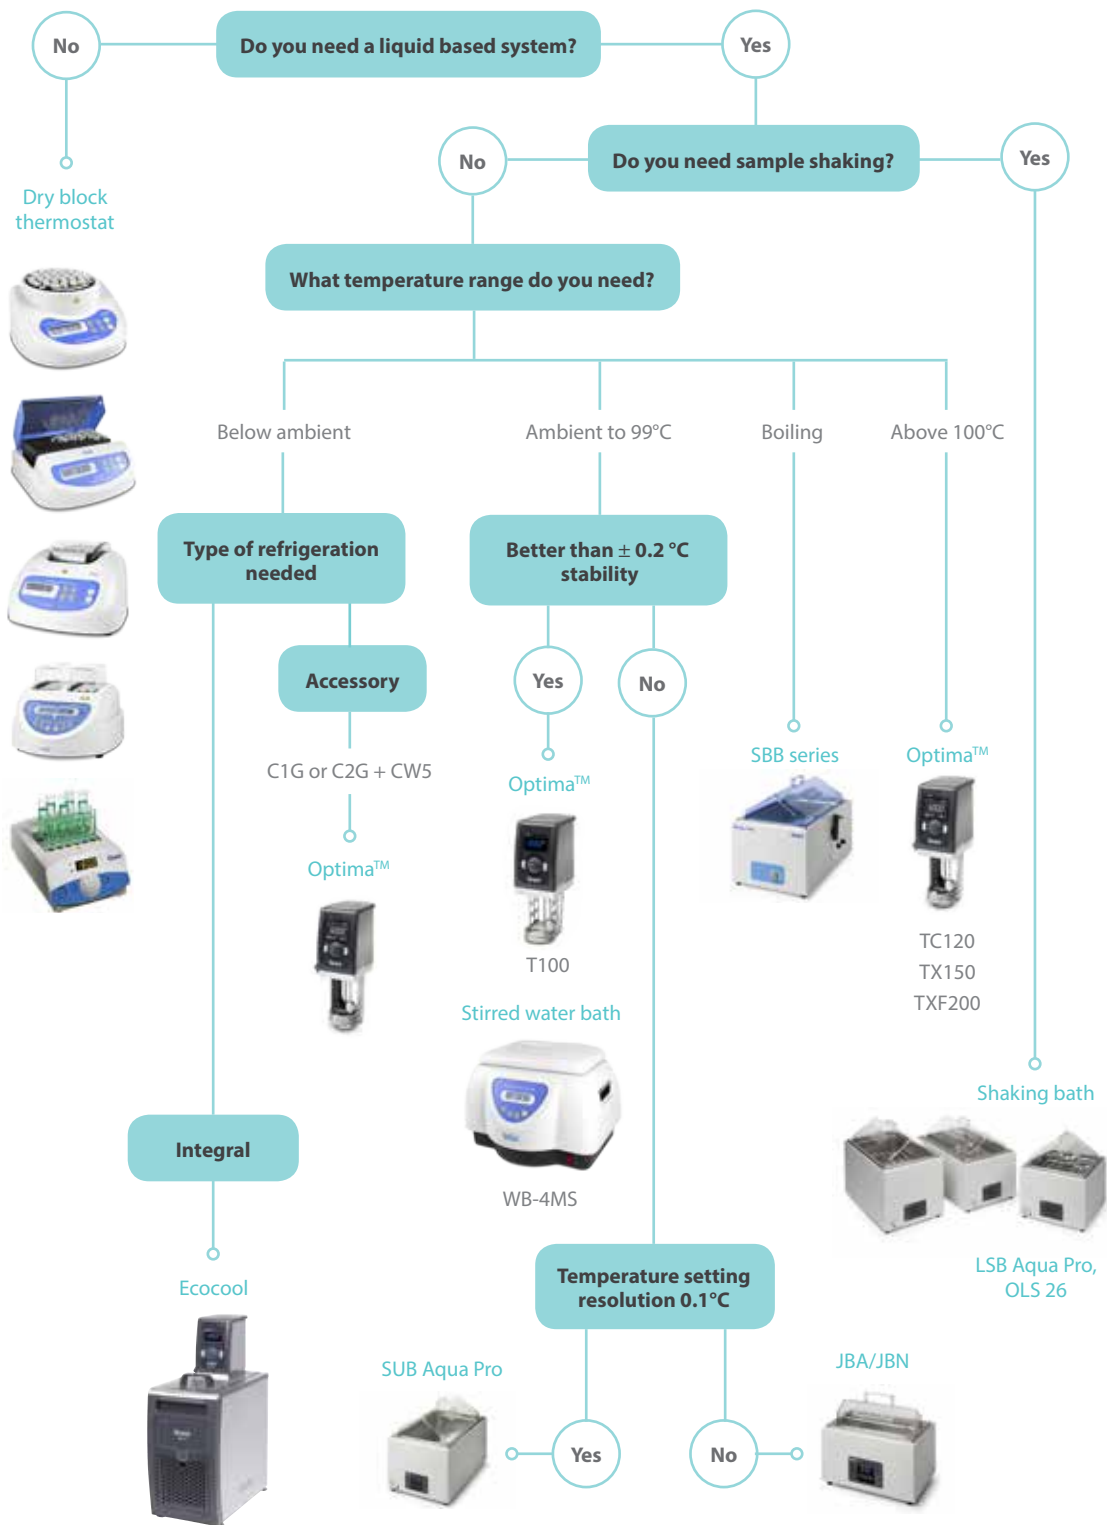 No
Do you need a liquid based system?
Yes
No
Do you need sample shaking?
Yes
Dry block
thermostat
What temperature range do you need?
Below ambient
Ambient to 99°C
Boiling
Above 100°C
Type of refrigeration
needed
Better than ± 0.2 °C
stability
Accessory
Yes
No
C1G or C2G + CW5
SBB series
Optima™
Optima™
Optima™
T100
TC120
TX150
TXF200
Stirred water bath
WB-4MS
Shaking bath
Integral
LSB Aqua Pro,
OLS 26
Ecocool
Temperature setting
resolution 0.1°C
SUB Aqua Pro
JBA/JBN
Yes
No